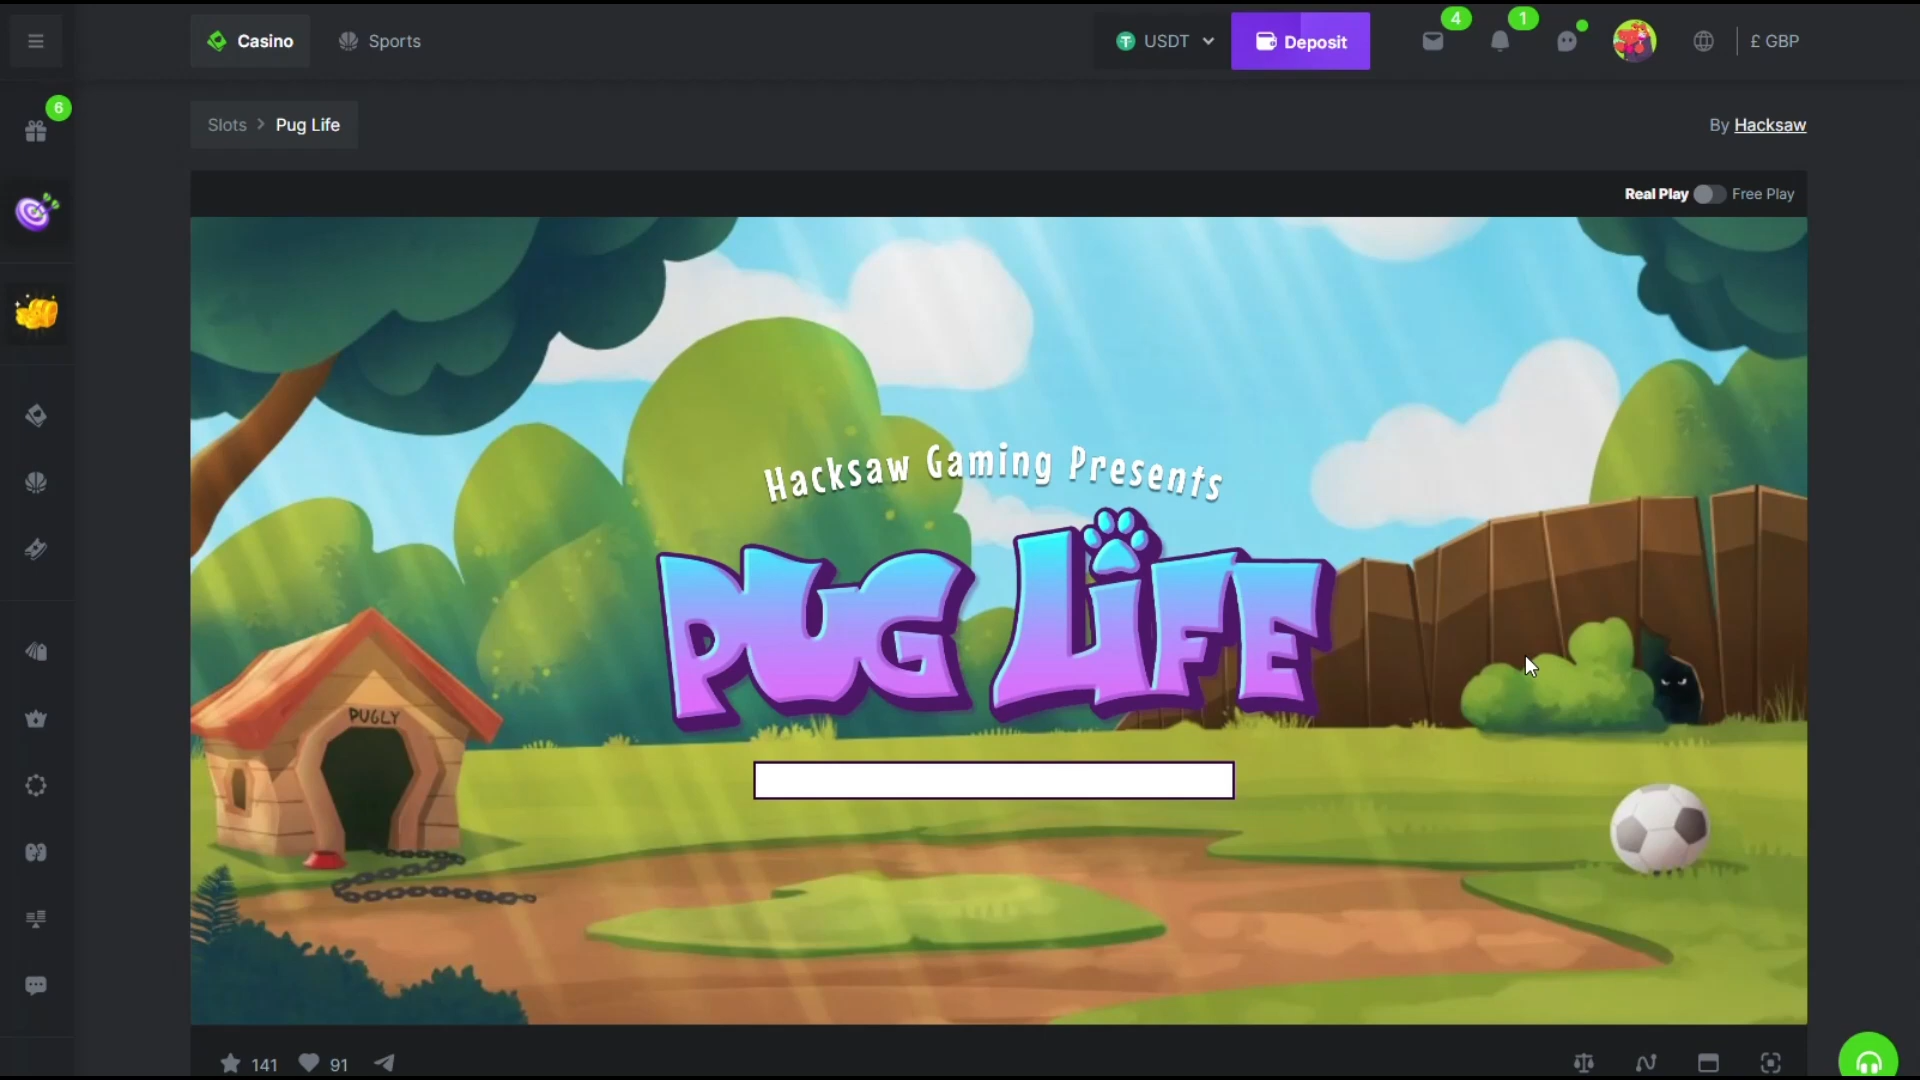 Casino
Sports
USDT
Deposit
4
1
£ GBP
6
Slots > Pug Life
By Hacksaw
Real Play
Free Play
Hacksaw Gaming Presents
PUG LiFE
PUGLY
141
91